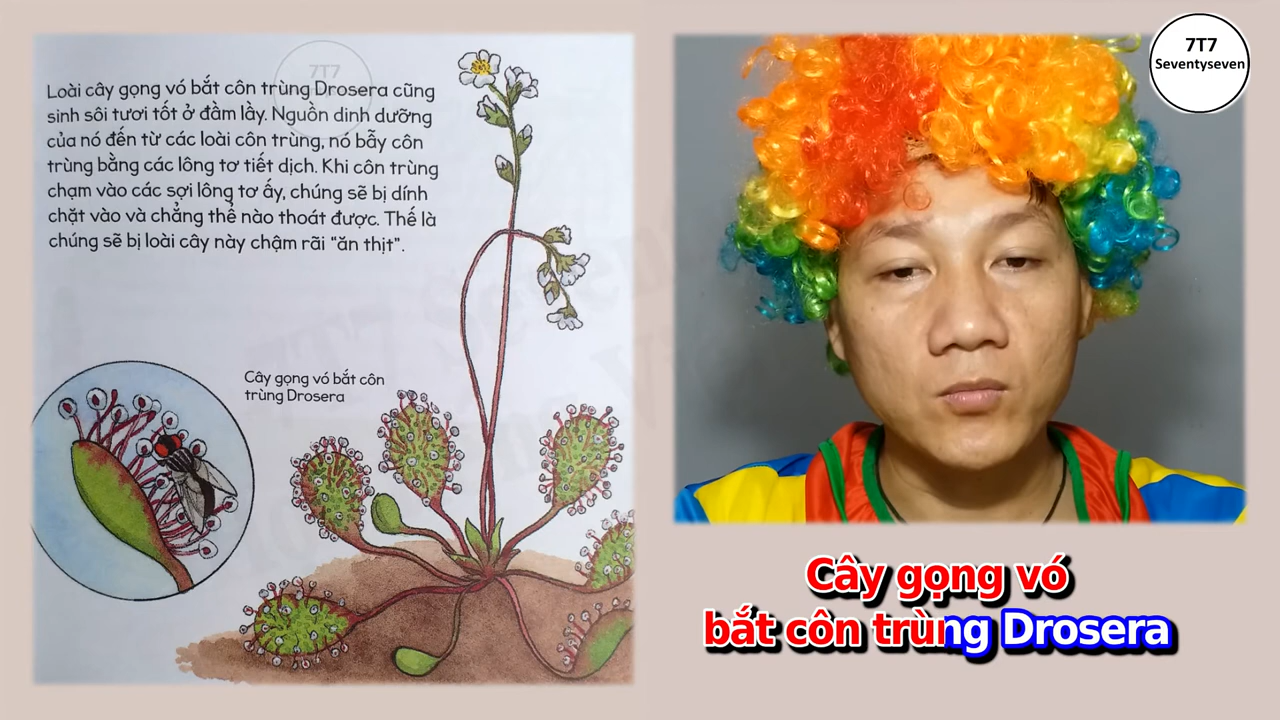 7T7
Loài cây gọng vó bắt côn trùng Drosera cũng
sinh sôi tươi tốt ở đầm lầy. Nguồn dinh dưỡng
của nó đến từ các loài côn trùng, nó bẫy côn
trùng bằng các lông tơ tiết dịch. Khi côn trùng
chạm vào các sợi lông tơ ấy, chúng sẽ bị dính
chặt vào và chẳng thể nào thoát được. Thế là
chúng sẽ bị loài cây này chậm rãi "ăn thịt".
Cây gọng vó bắt côn
trùng Drosera
7T7
Seventyseven
Cây gọng vó
bắt côn trùng Drosera